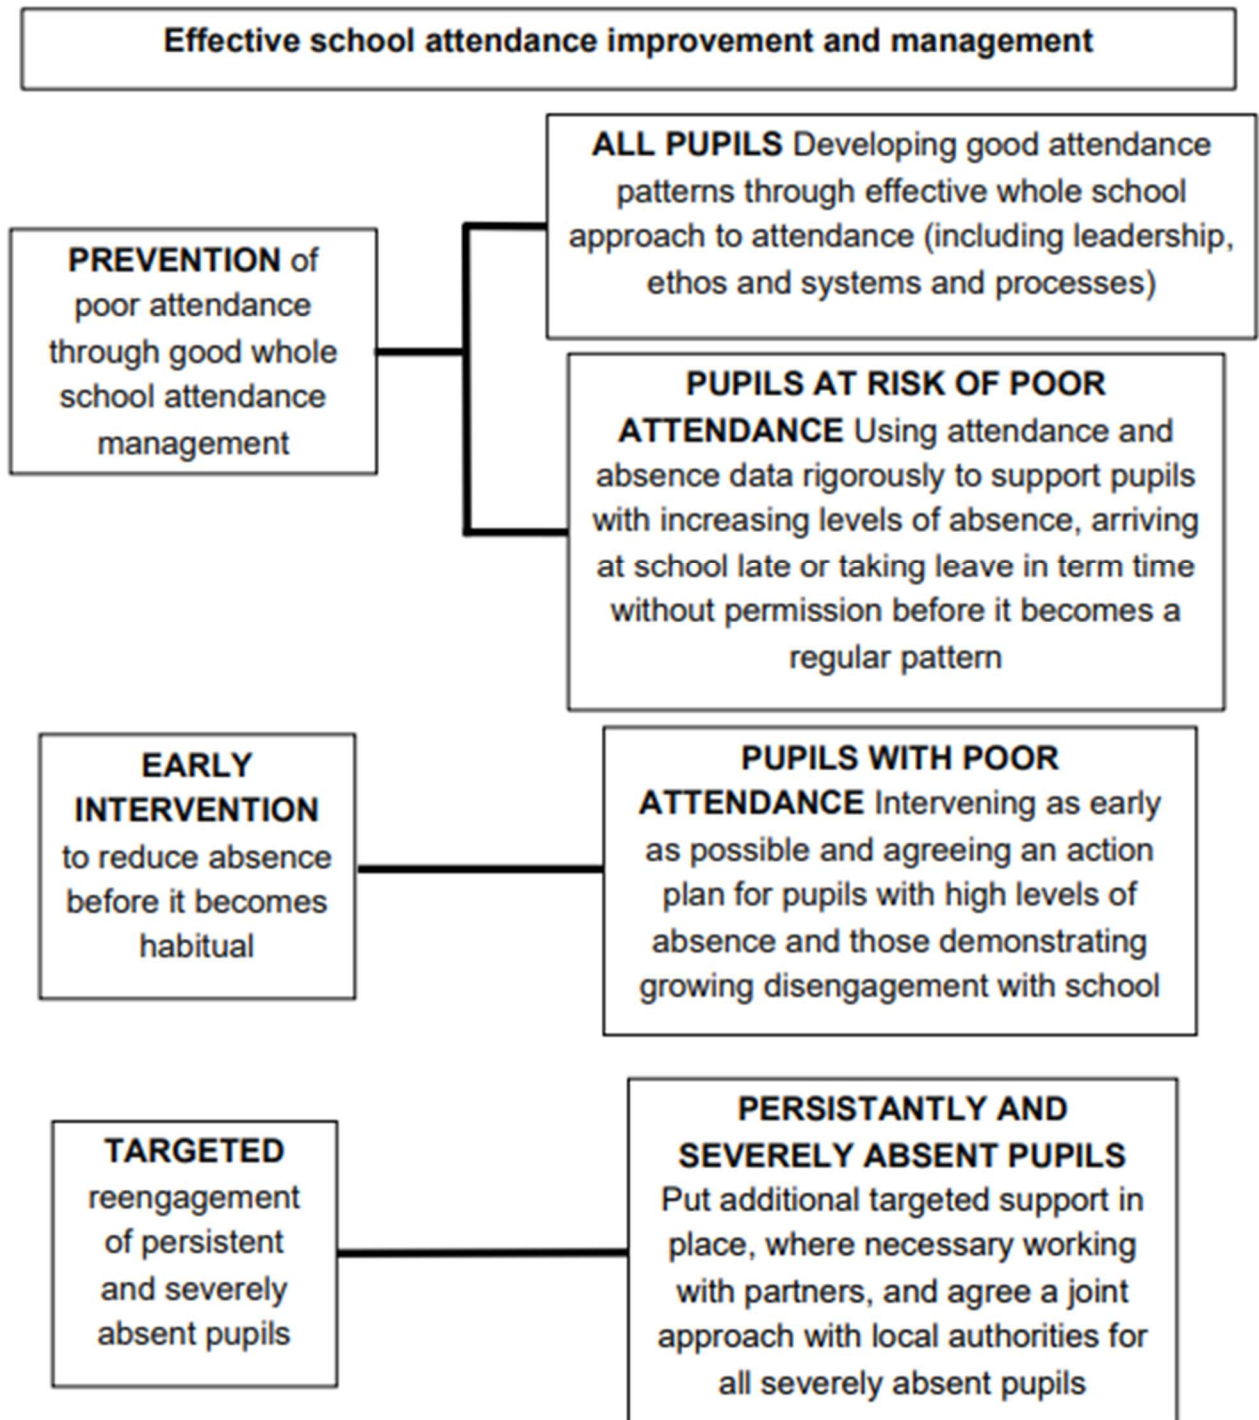 Effective school attendance improvement and management
PREVENTION of
poor attendance
through good whole
school attendance
management
ALL PUPILS Developing good attendance
patterns through effective whole school
approach to attendance (including leadership,
ethos and systems and processes)
PUPILS AT RISK OF POOR
ATTENDANCE Using attendance and
absence data rigorously to support pupils
with increasing levels of absence, arriving
at school late or taking leave in term time
without permission before it becomes a
regular pattern
EARLY
INTERVENTION
to reduce absence
before it becomes
habitual
PUPILS WITH POOR
ATTENDANCE Intervening as early
as possible and agreeing an action
plan for pupils with high levels of
absence and those demonstrating
growing disengagement with school
TARGETED
reengagement
of persistent
and severely
absent pupils
PERSISTANTLY AND
SEVERELY ABSENT PUPILS
Put additional targeted support in
place, where necessary working
with partners, and agree a joint
approach with local authorities for
all severely absent pupils